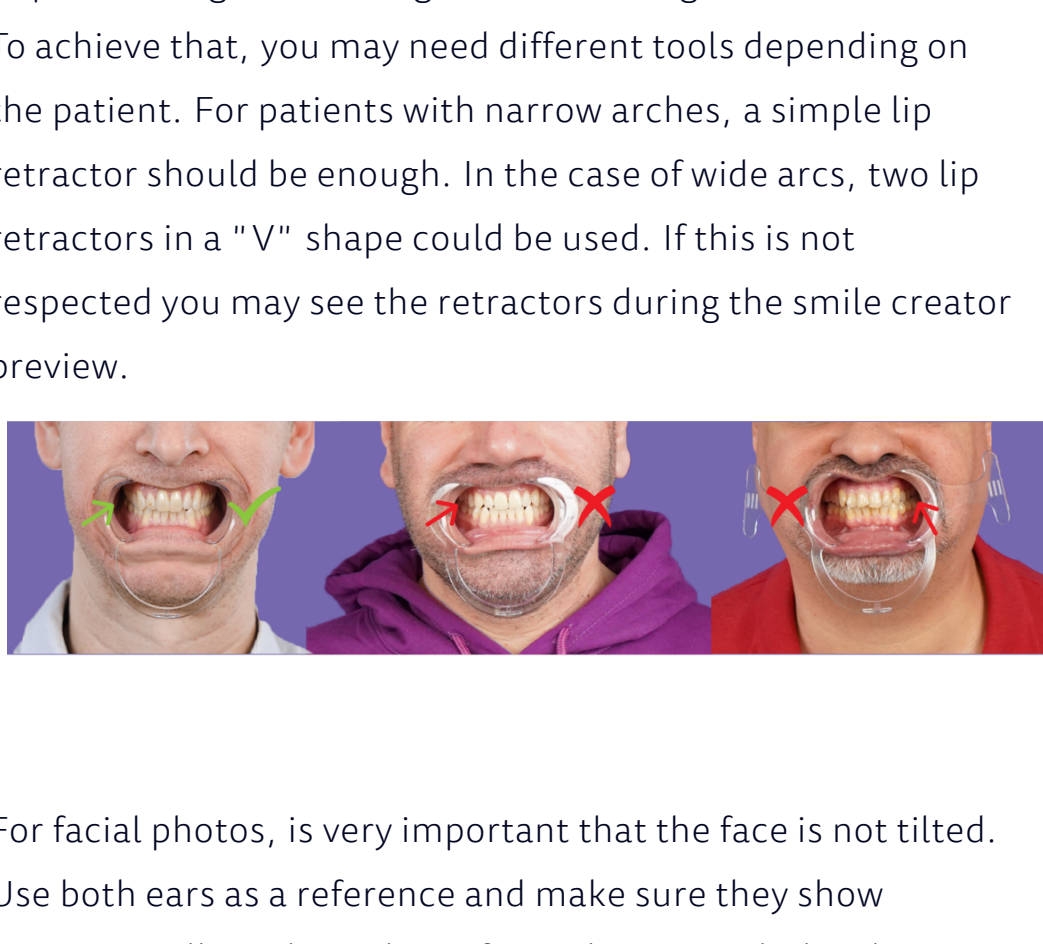 To achieve that, you may need different tools depending on
the patient. For patients with narrow arches, a simple lip
retractor should be enough. In the case of wide arcs, two lip
retractors in a "V" shape could be used. If this is not
respected you may see the retractors during the smile creator
preview.
For facial photos, is very important that the face is not tilted.
Use both ears as a reference and make sure they show